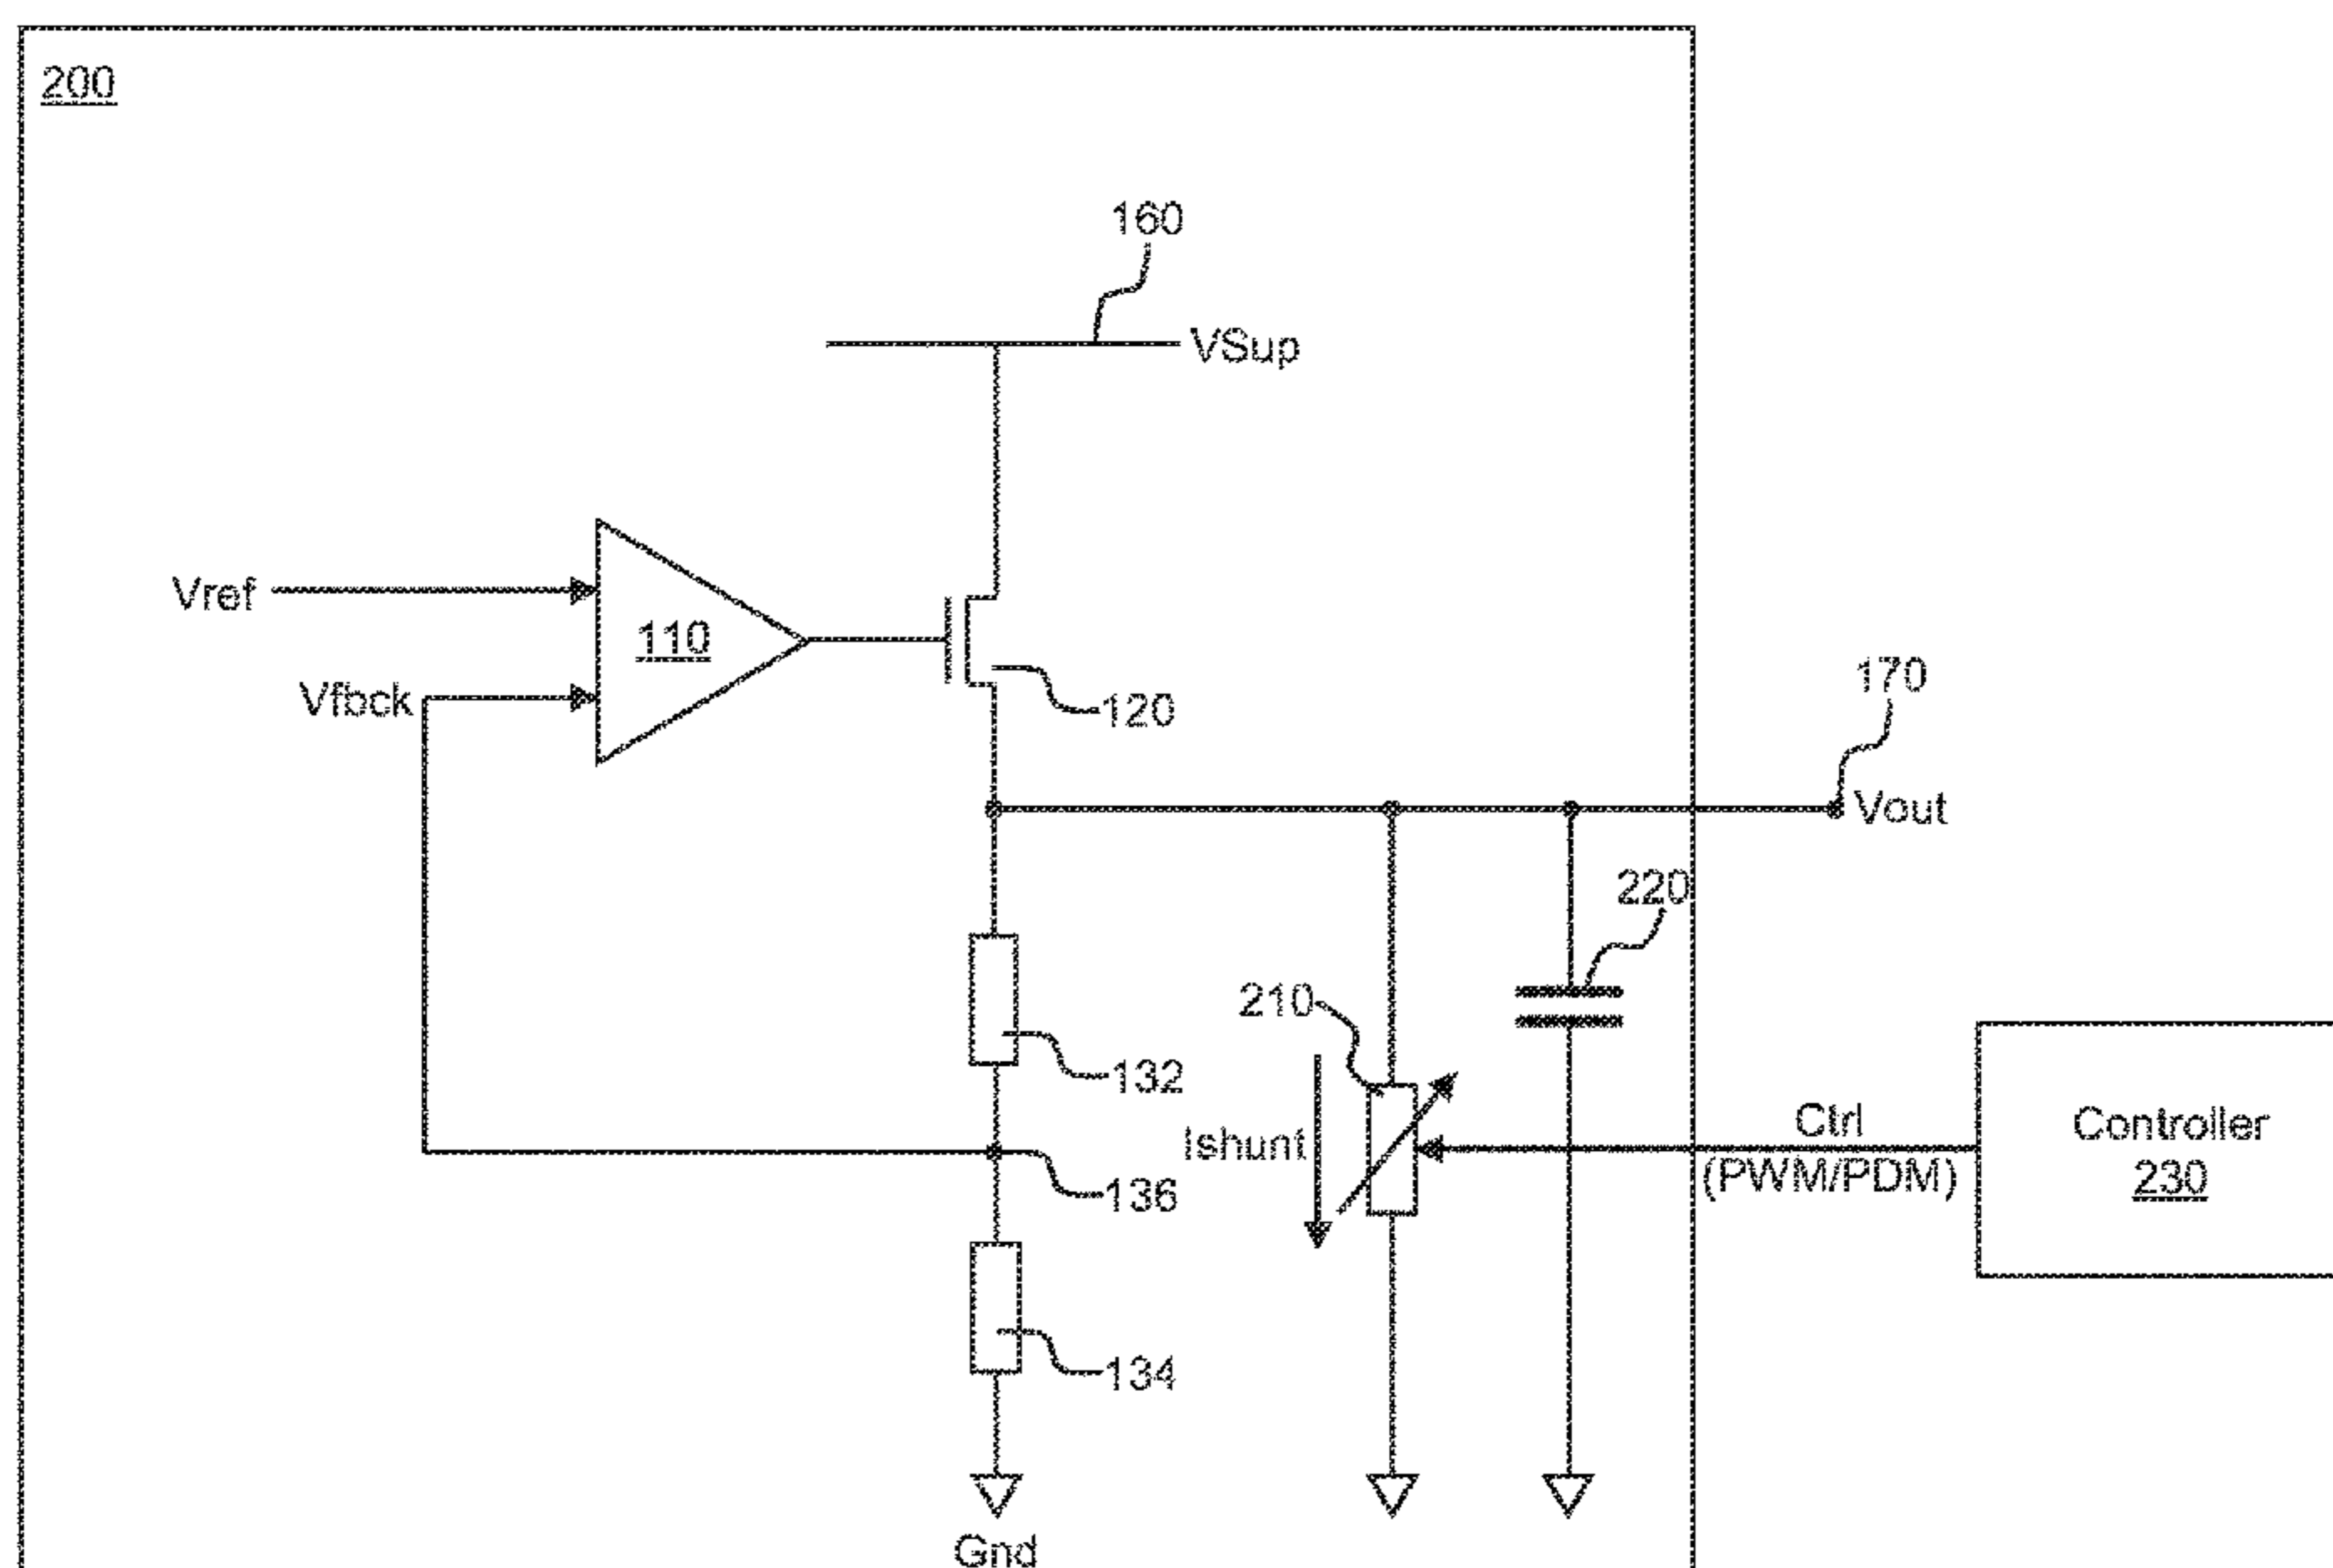 200
160
VSup
Vref
110
Vfbck
120
170
Vout
220
210
132
Ishunt
Ctrl
(PWM/PDM)
Controller
230
136
134
Gnd